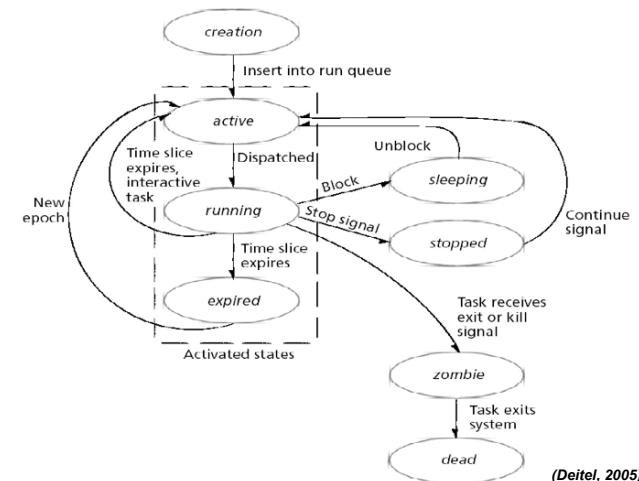 creation
Insert into run queue
active
Time slice
expires,
interactive
task
Dispatched
Unblock
Block
sleeping
New
epoch
running
Stop signal
stopped
Continue
signal
Time slice
expires
expired
Activated states
Task receives
exit or kill
signal
zombie
Task exits
system
dead
(Deitel, 2005)